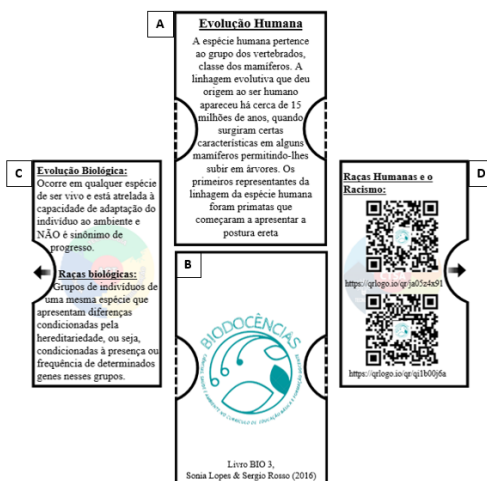 A
Evolução Humana
A espécie humana pertence
ao grupo dos vertebrados,
classe dos mamíferos. A
linhagem evolutiva que deu
origem ao ser humano
apareceu há cerca de 15
milhões de anos, quando
surgiram certas
características em alguns
mamíferos permitindo-lhes
subir em árvores. Os
primeiros representantes da
linhagem da espécie humana
foram primatas que
começaram a apresentar a
postura ereta
C
Evolução Biológica:
Ocorre em qualquer espécie
de ser vivo e está atrelada à
capacidade de adaptação do
indivíduo ao ambiente e
NÃO é sinônimo de
progresso.
Raças biológicas:
Grupos de indivíduos de
uma mesma espécie que
apresentam diferenças
condicionadas pela
hereditariedade, ou seja,
condicionadas à presença ou
frequência de determinados
genes nesses grupos.
B
BIODOCÊNCIAS
Livro BIO 3,
Sonia Lopes & Sergio Rosso (2016)
D
Raças Humanas e o
Racismo:
https://qrlogo.io/qr/ja05z4x91
https://qrlogo.io/qr/qi1b00j6a